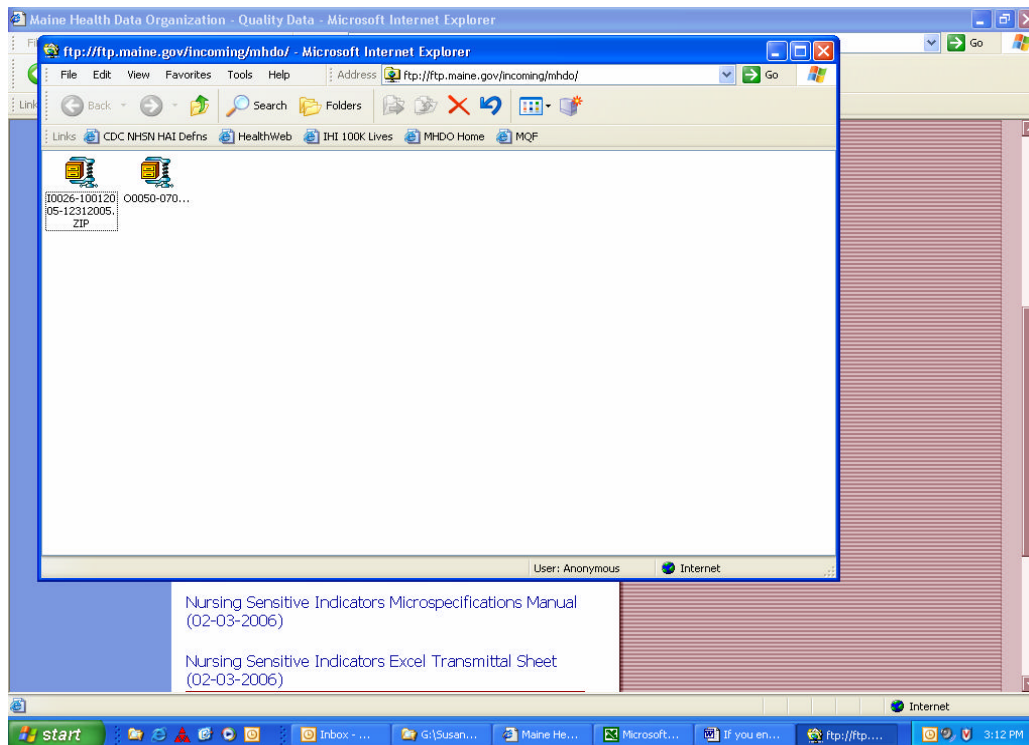 Maine Health Data Organization - Quality Data - Microsoft Internet Explorer
Go
ftp://ftp.maine.gov/incoming/mhdo/ - Microsoft Internet Explorer
File Edit View Favorites Tools Help Address ftp://ftp.maine.gov/incoming/mhdo/ Go
Back Search Folders
Link
Links CDC NHSN HAI Defns HealthWeb IHI 100K Lives MHDO Home MQF
I0026-100120
05-12312005.
ZIP
O0050-070...
User: Anonymous Internet
Nursing Sensitive Indicators Microspecifications Manual
(02-03-2006)
Nursing Sensitive Indicators Excel Transmittal Sheet
(02-03-2006)
Internet
start Inbox - ... G:\Susan... Maine He... Microsoft... If you en... ftp://ftp.... 3:12 PM